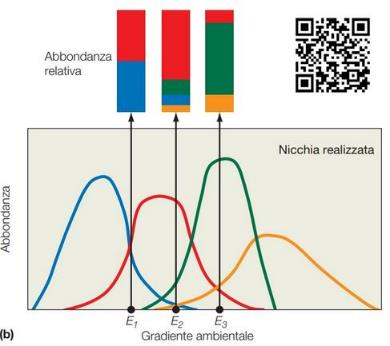 Abbondanza
relativa
Nicchia realizzata
Abbondanza
E1 E2 E3
(b) Gradiente ambientale